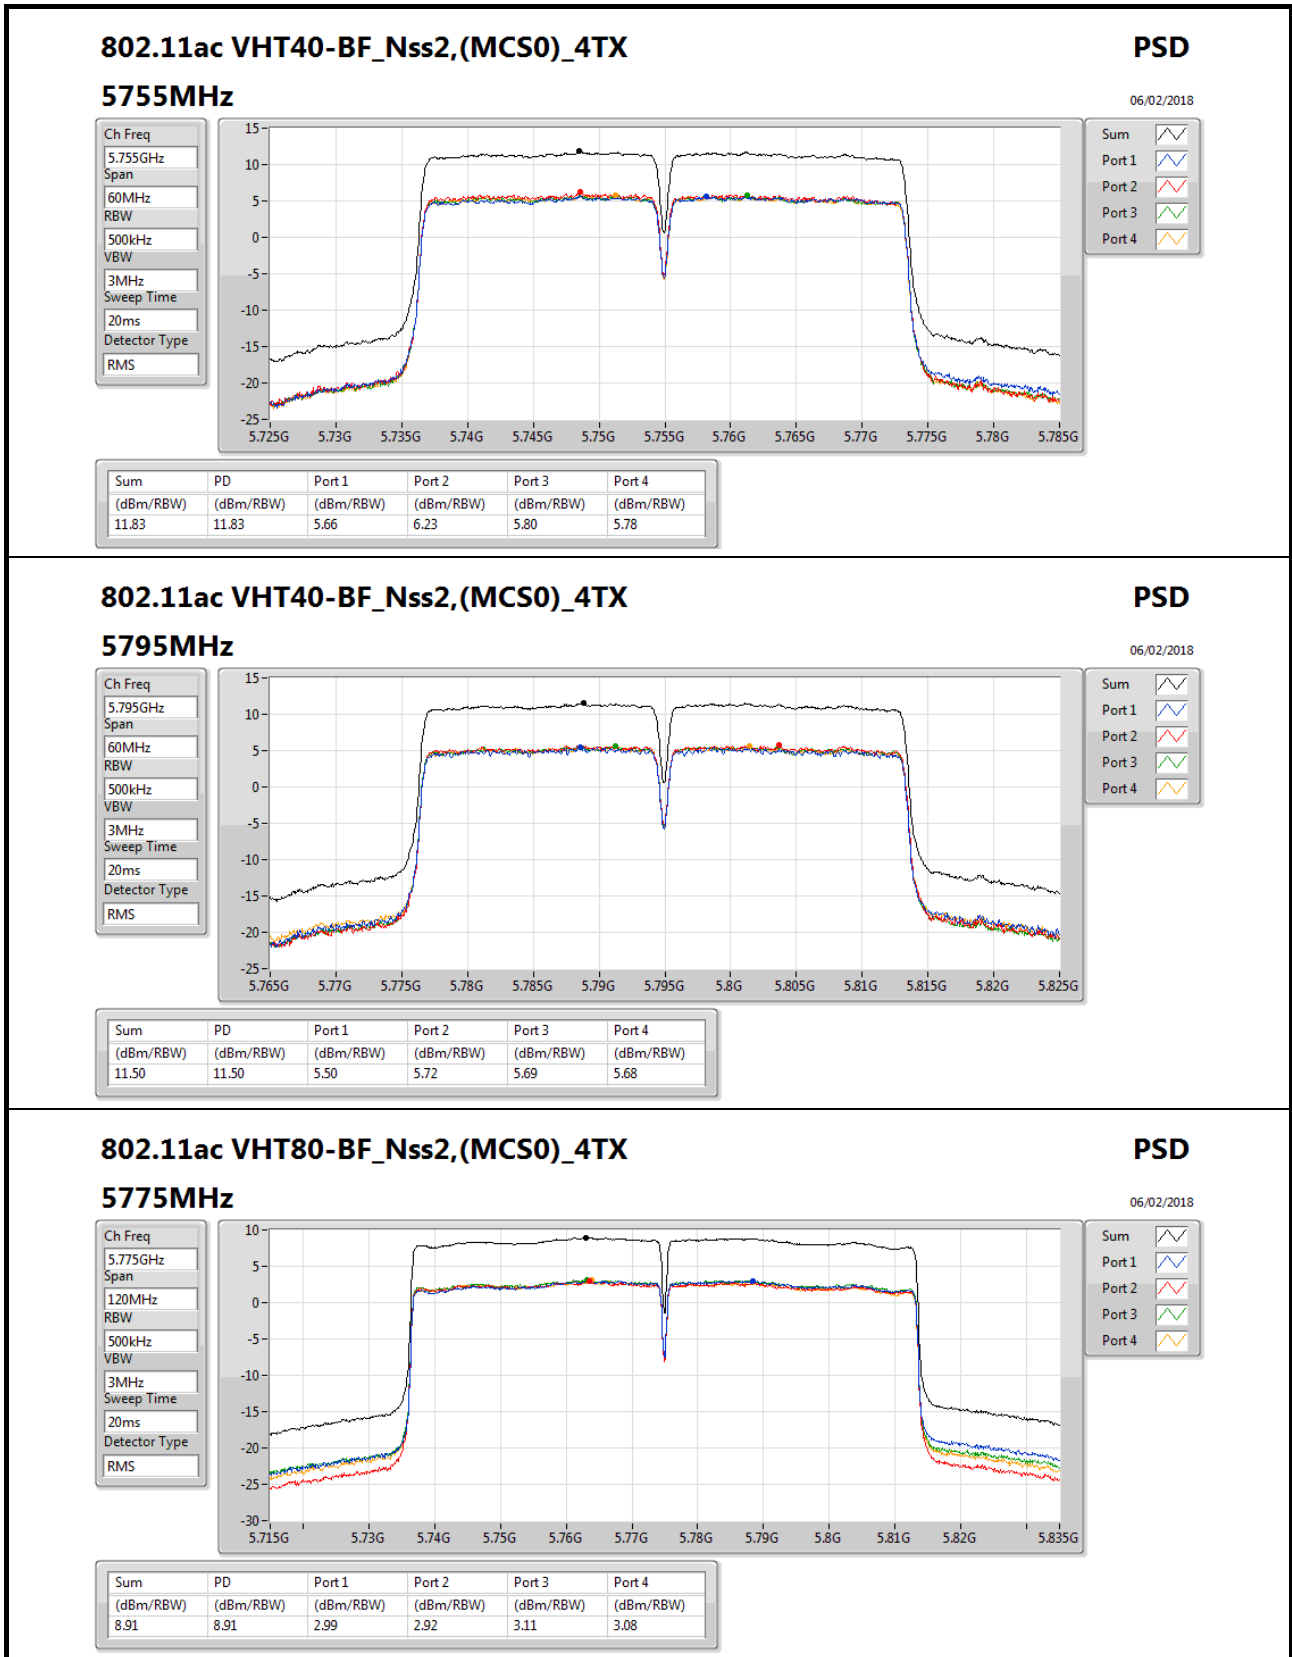 802.11ac VHT40-BF_Nss2,(MCS0)_4TX PSD
5755MHz 06/02/2018
Ch Freq
5.755GHz
Span
60MHz
RBW
500kHz
VBW
3MHz
Sweep Time
20ms
Detector Type
RMS
15
10
5
0
-5
-10
-15
-20
-25
5.725G 5.73G 5.735G 5.74G 5.745G 5.75G 5.755G 5.76G 5.765G 5.77G 5.775G 5.78G 5.785G
Sum
Port 1
Port 2
Port 3
Port 4
Sum PD Port 1 Port 2 Port 3 Port 4
(dBm/RBW) (dBm/RBW) (dBm/RBW) (dBm/RBW) (dBm/RBW) (dBm/RBW)
11.83 11.83 5.66 6.23 5.80 5.78
802.11ac VHT40-BF_Nss2,(MCS0)_4TX PSD
5795MHz 06/02/2018
Ch Freq
5.795GHz
Span
60MHz
RBW
500kHz
VBW
3MHz
Sweep Time
20ms
Detector Type
RMS
15
10
5
0
-5
-10
-15
-20
-25
5.765G 5.77G 5.775G 5.78G 5.785G 5.79G 5.795G 5.8G 5.805G 5.81G 5.815G 5.82G 5.825G
Sum
Port 1
Port 2
Port 3
Port 4
Sum PD Port 1 Port 2 Port 3 Port 4
(dBm/RBW) (dBm/RBW) (dBm/RBW) (dBm/RBW) (dBm/RBW) (dBm/RBW)
11.50 11.50 5.50 5.72 5.69 5.68
802.11ac VHT80-BF_Nss2,(MCS0)_4TX PSD
5775MHz 06/02/2018
Ch Freq
5.775GHz
Span
120MHz
RBW
500kHz
VBW
3MHz
Sweep Time
20ms
Detector Type
RMS
10
5
0
-5
-10
-15
-20
-25
-30
5.715G 5.73G 5.74G 5.75G 5.76G 5.77G 5.78G 5.79G 5.8G 5.81G 5.82G 5.835G
Sum
Port 1
Port 2
Port 3
Port 4
Sum PD Port 1 Port 2 Port 3 Port 4
(dBm/RBW) (dBm/RBW) (dBm/RBW) (dBm/RBW) (dBm/RBW) (dBm/RBW)
8.91 8.91 2.99 2.92 3.11 3.08